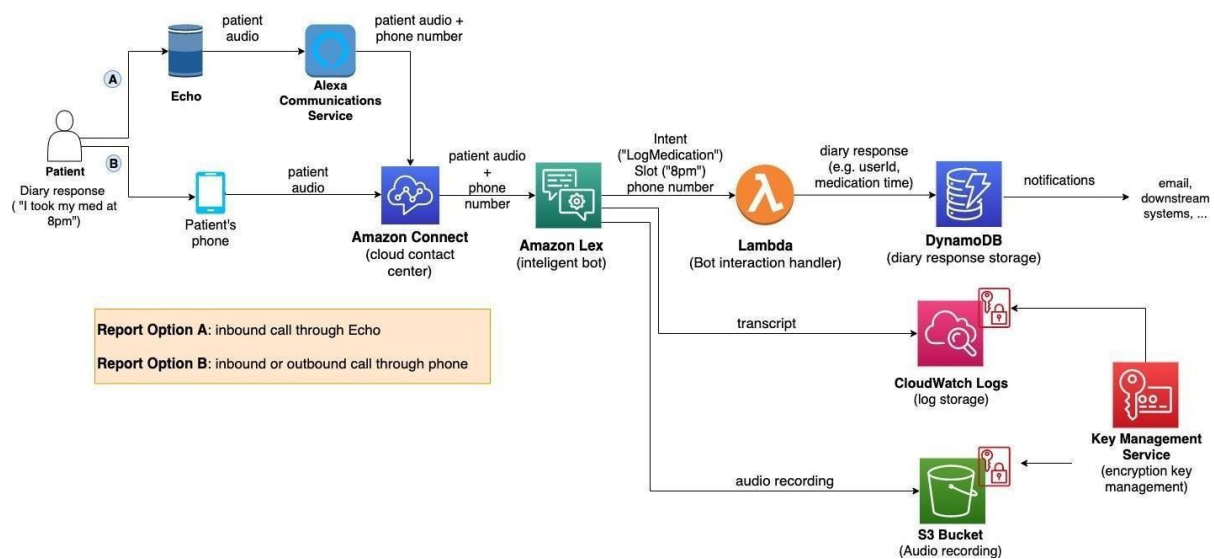 patient
audio
patient audio +
phone number
A
Echo
Alexa
Communications
Service
B
Patient
Diary response
( "I took my med at
8pm")
Patient's
phone
patient
audio
Amazon Connect
(cloud contact
center)
patient audio
+
phone
number
Amazon Lex
(inteligent bot)
Intent
("LogMedication")
Slot ("8pm")
phone number
Lambda
(Bot interaction handler)
diary response
(e.g. userId,
medication time)
DynamoDB
(diary response storage)
notifications
email,
downstream
systems, ...
Report Option A: inbound call through Echo
Report Option B: inbound or outbound call through phone
transcript
CloudWatch Logs
(log storage)
Key Management
Service
(encryption key
management)
audio recording
S3 Bucket
(Audio recording)